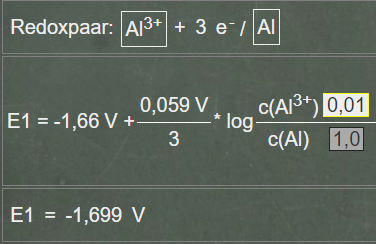 Redoxpaar: Al³⁺ + 3 e⁻ / Al
E1 = -1,66 V + 0,059 V / 3 * log c(Al³⁺) 0,01 / c(Al) 1,0
E1 = -1,699 V